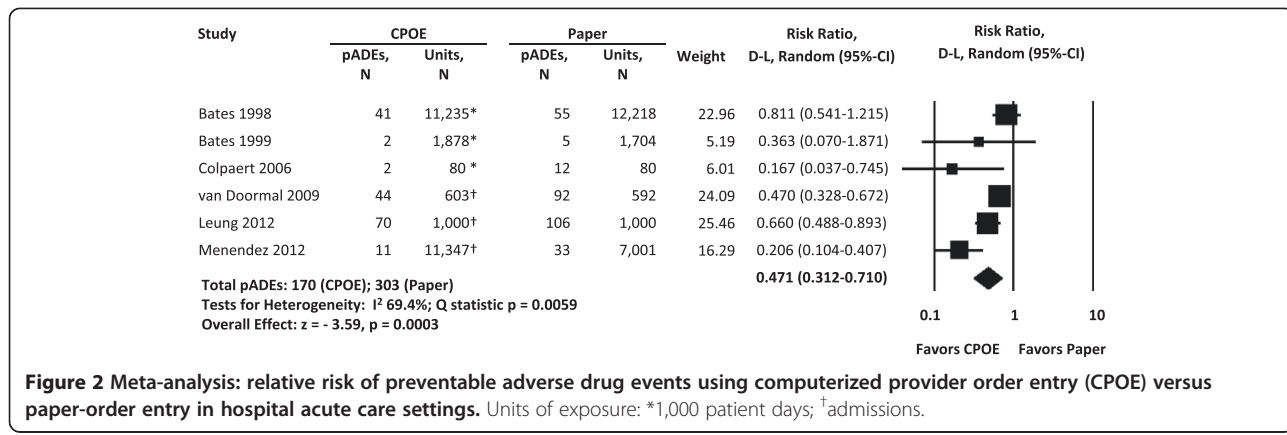 Study CPOE Paper Risk Ratio, Risk Ratio,
pADEs, Units, pADEs, Units, Weight D-L, Random (95%-CI) D-L, Random (95%-CI)
N N N N
Bates 1998 41 11,235* 55 12,218 22.96 0.811 (0.541-1.215)
Bates 1999 2 1,878* 5 1,704 5.19 0.363 (0.070-1.871)
Colpaert 2006 2 80 * 12 80 6.01 0.167 (0.037-0.745)
van Doormal 2009 44 603† 92 592 24.09 0.470 (0.328-0.672)
Leung 2012 70 1,000† 106 1,000 25.46 0.660 (0.488-0.893)
Menendez 2012 11 11,347† 33 7,001 16.29 0.206 (0.104-0.407)
Total pADEs: 170 (CPOE); 303 (Paper) 0.471 (0.312-0.710)
Tests for Heterogeneity: I² 69.4%; Q statistic p = 0.0059
Overall Effect: z = - 3.59, p = 0.0003
0.1 1 10
Favors CPOE Favors Paper
Figure 2 Meta-analysis: relative risk of preventable adverse drug events using computerized provider order entry (CPOE) versus
paper-order entry in hospital acute care settings. Units of exposure: *1,000 patient days; †admissions.